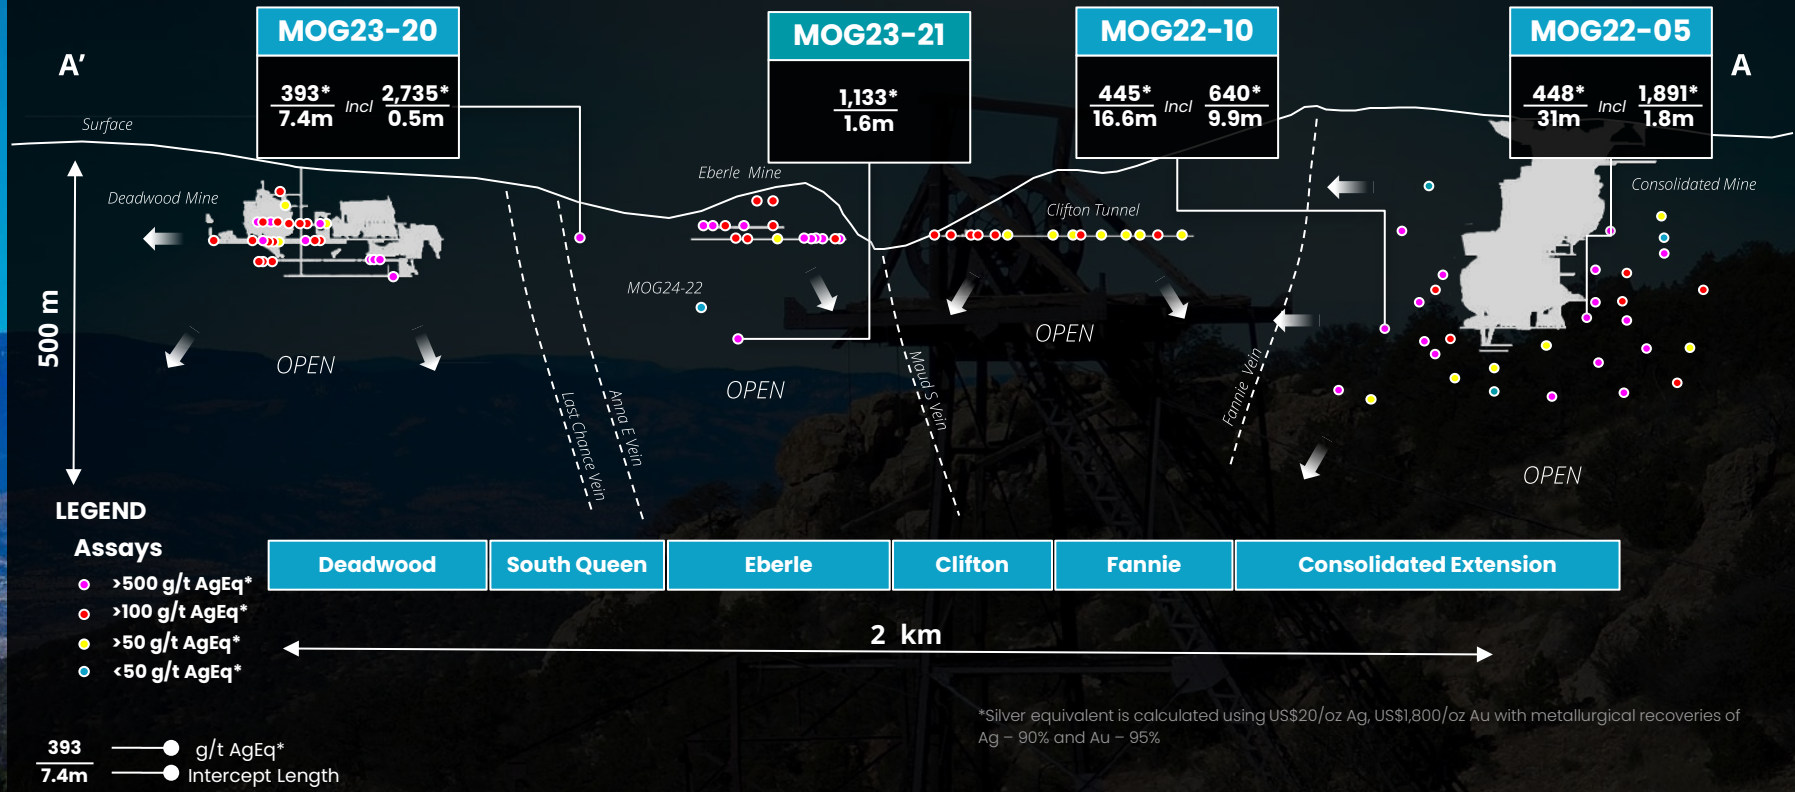 MOG23-20
MOG23-21
MOG22-10
MOG22-05
A’
A
393*
7.4m
Incl
2,735*
0.5m
1,133*
1.6m
445*
16.6m
Incl
640*
9.9m
448*
31m
Incl
1,891*
1.8m
Surface
Deadwood Mine
Eberle Mine
Clifton Tunnel
Consolidated Mine
MOG24-22
500 m
OPEN
OPEN
OPEN
OPEN
Last Chance Vein
Anna E Vein
Maud S Vein
Fannie Vein
LEGEND
Assays
>500 g/t AgEq*
>100 g/t AgEq*
>50 g/t AgEq*
<50 g/t AgEq*
Deadwood
South Queen
Eberle
Clifton
Fannie
Consolidated Extension
2 km
*Silver equivalent is calculated using US$20/oz Ag, US$1,800/oz Au with metallurgical recoveries of
Ag – 90% and Au – 95%
393
7.4m
g/t AgEq*
Intercept Length